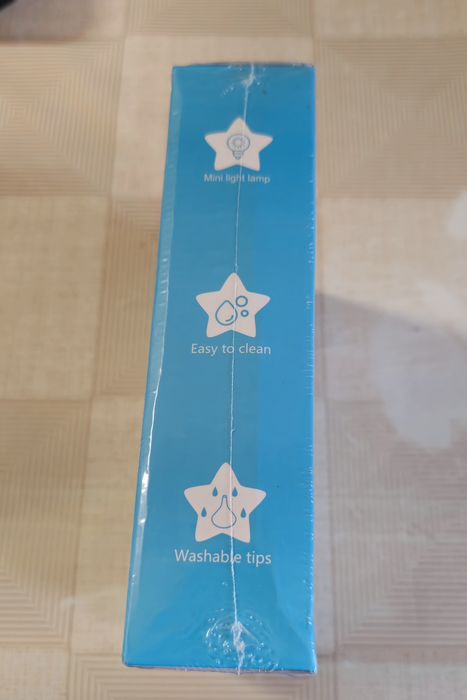 Mini light lamp
Easy to clean
Washable tips